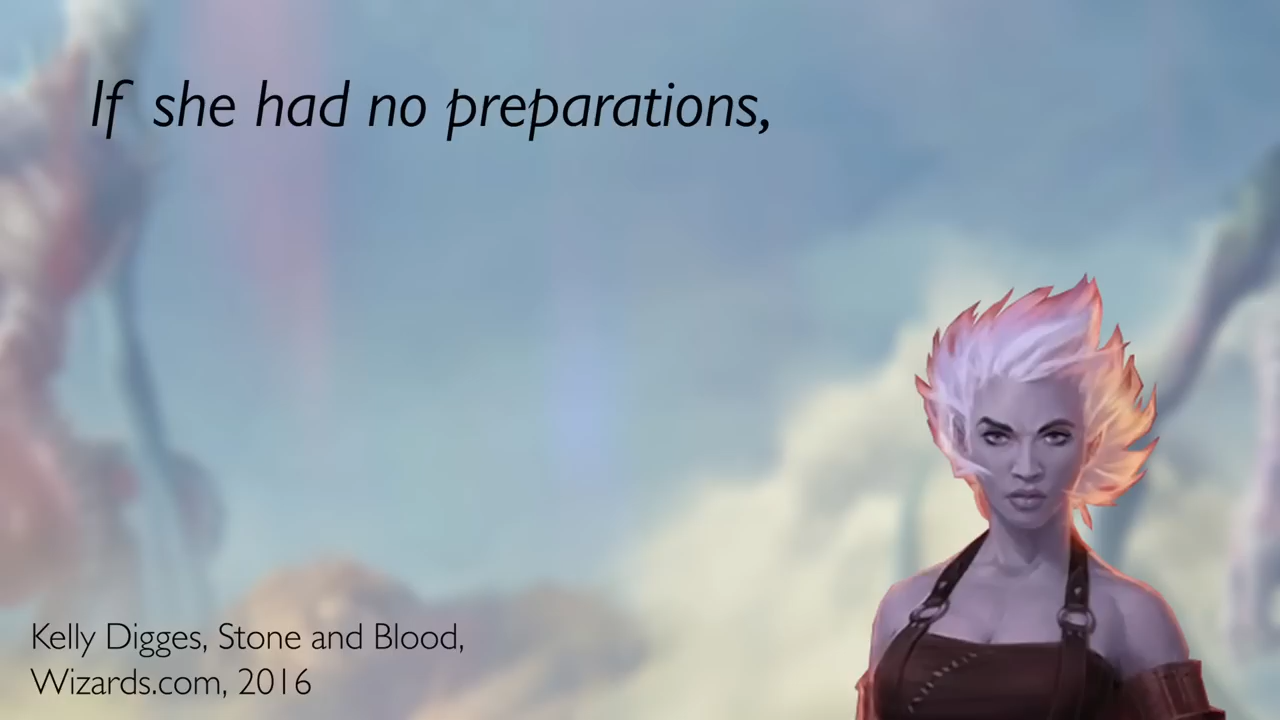 If she had no preparations,
Kelly Digges, Stone and Blood,
Wizards.com, 2016